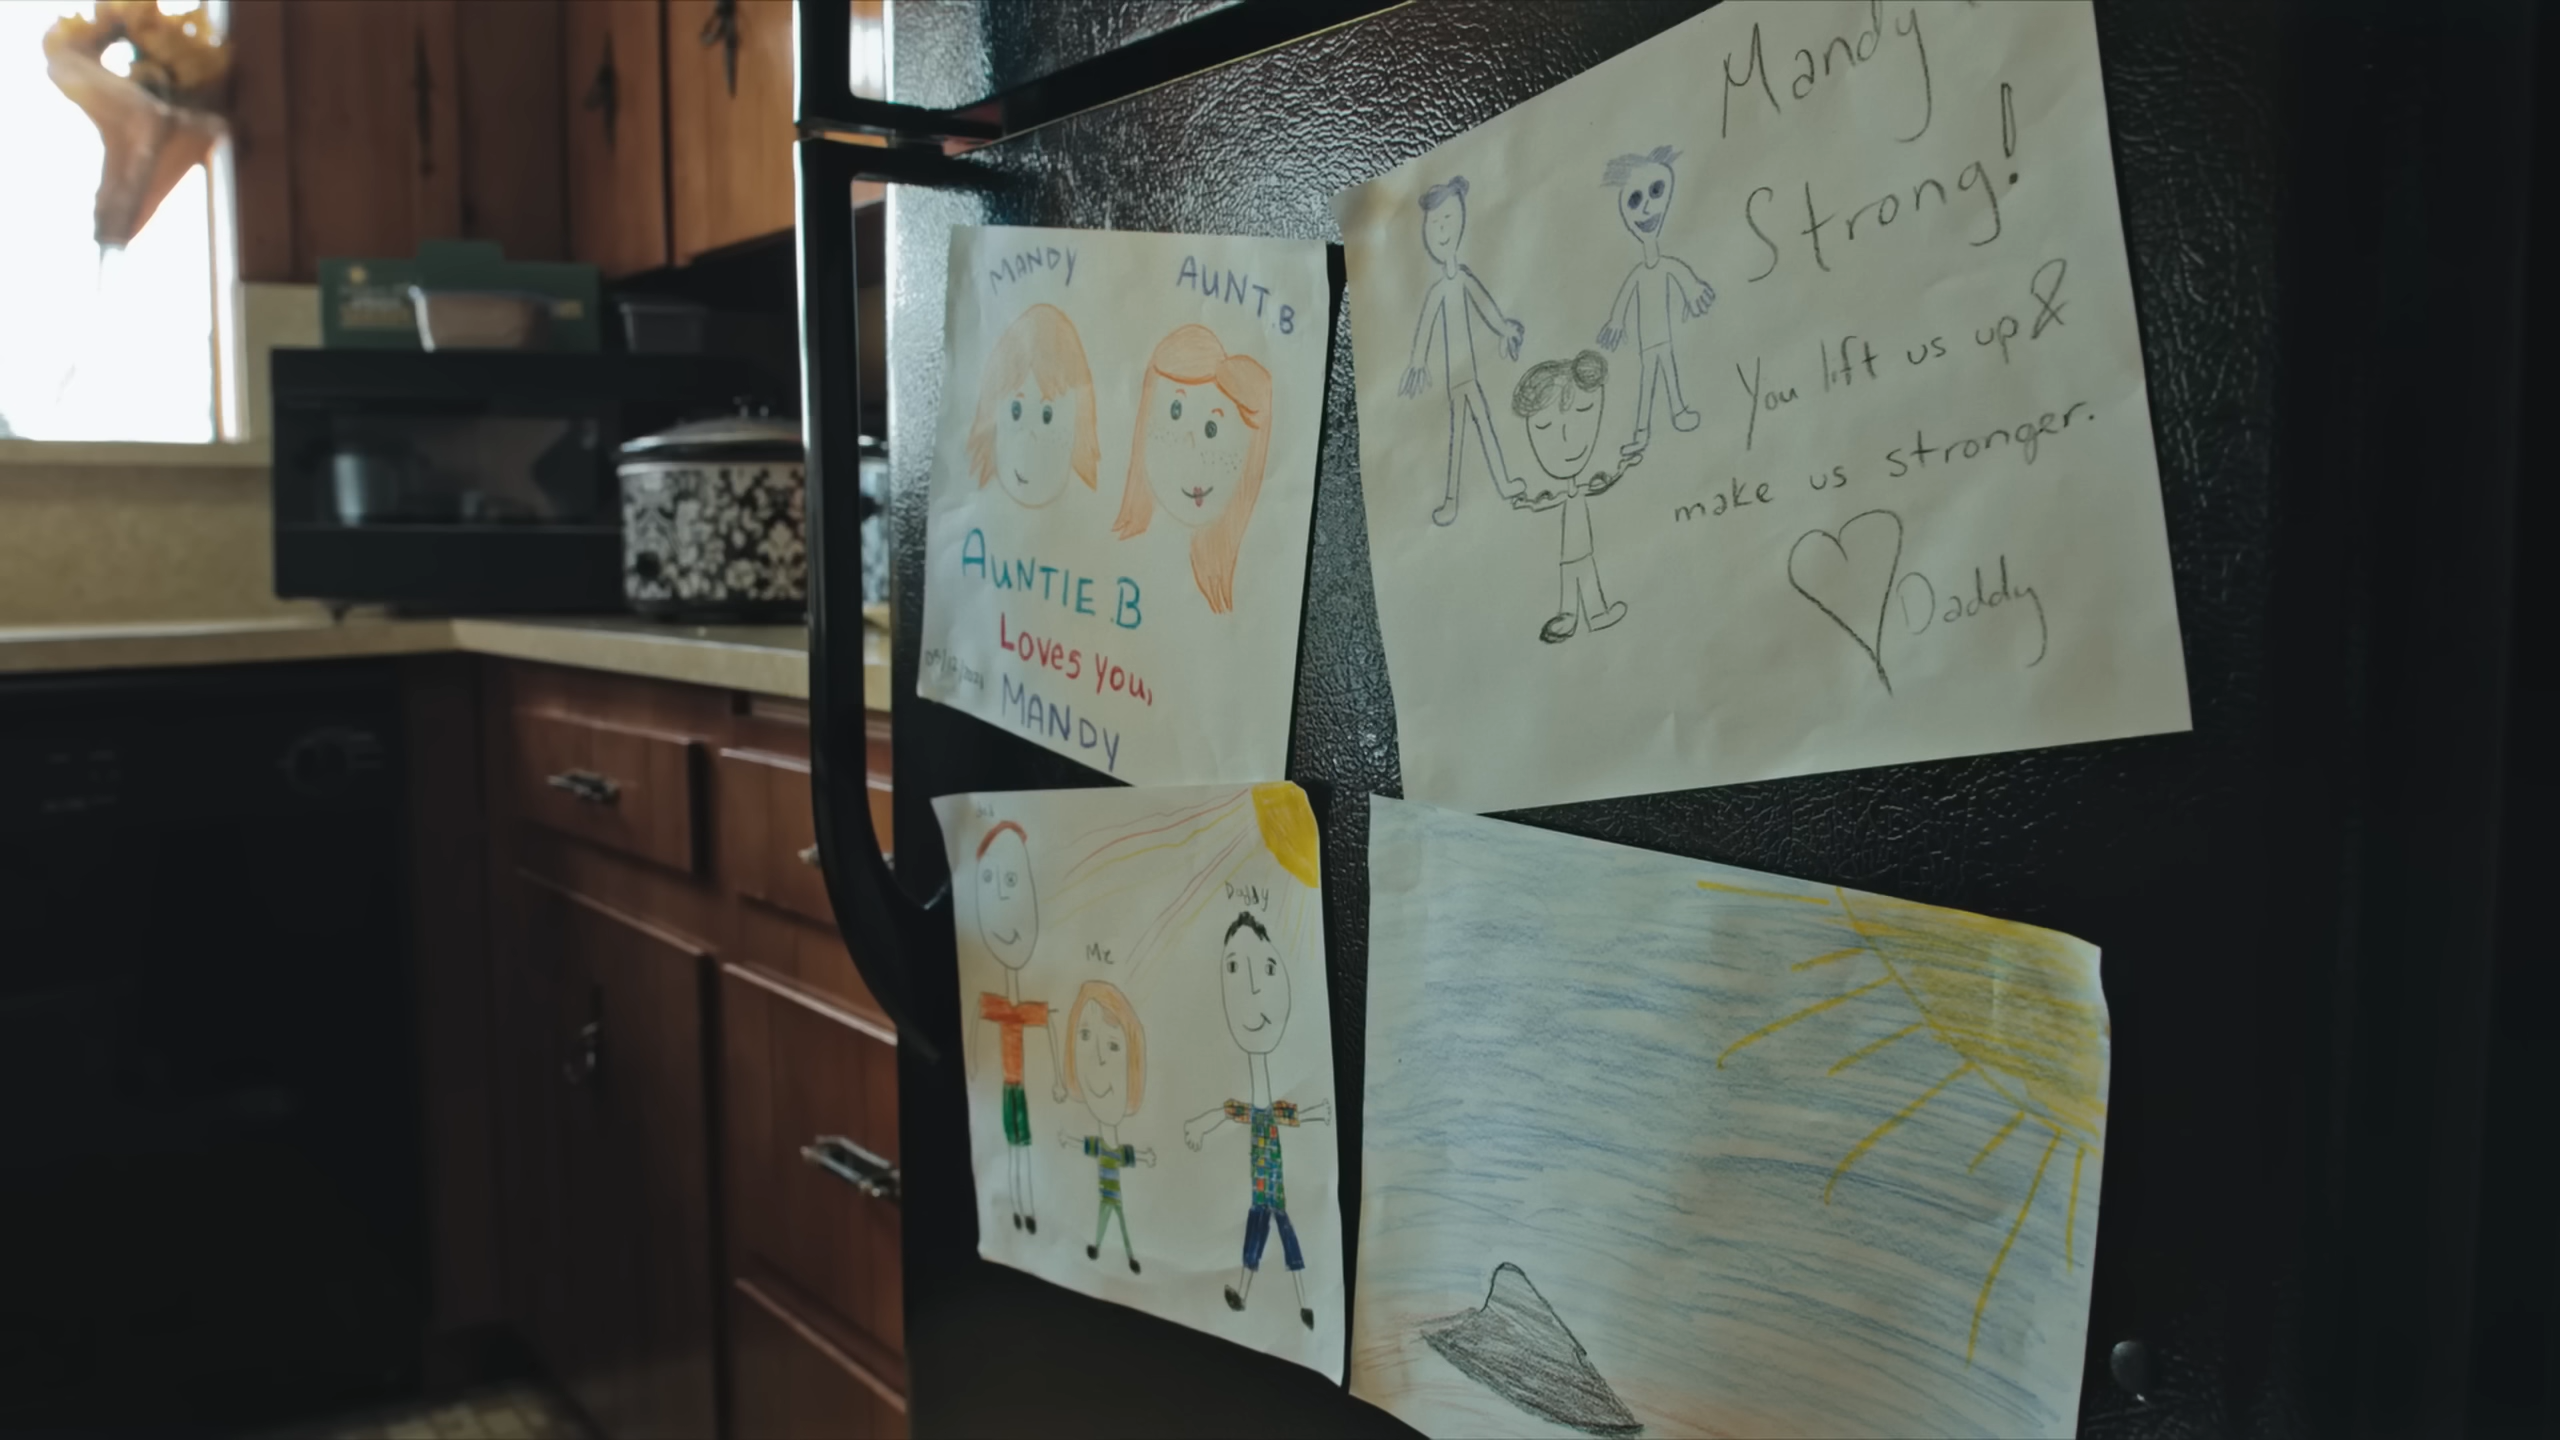 MANDY
AUNT.B
AUNTIE B
Loves you,
MANDY
Mandy
Strong!
You lift us up &
make us stronger.
Daddy
Me
Daddy